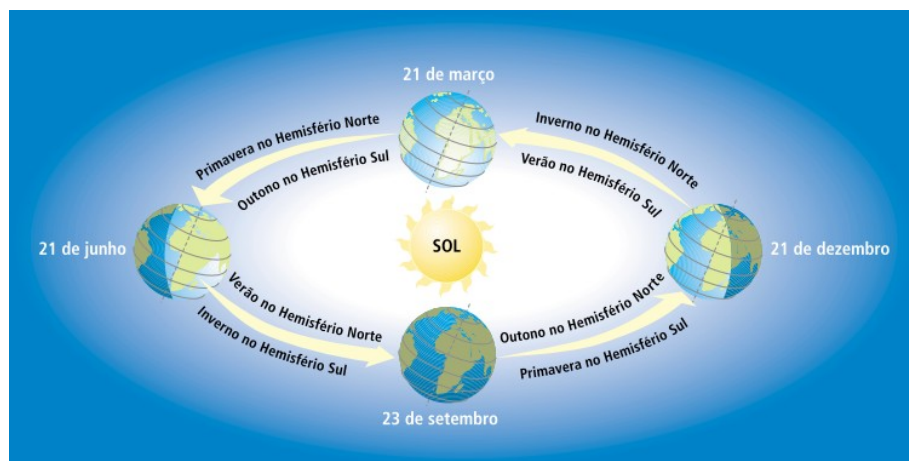 21 de março
Primavera no Hemisfério Norte
Outono no Hemisfério Sul
Inverno no Hemisfério Norte
Verão no Hemisfério Sul
21 de junho
SOL
21 de dezembro
Verão no Hemisfério Norte
Inverno no Hemisfério Sul
Outono no Hemisfério Norte
Primavera no Hemisfério Sul
23 de setembro